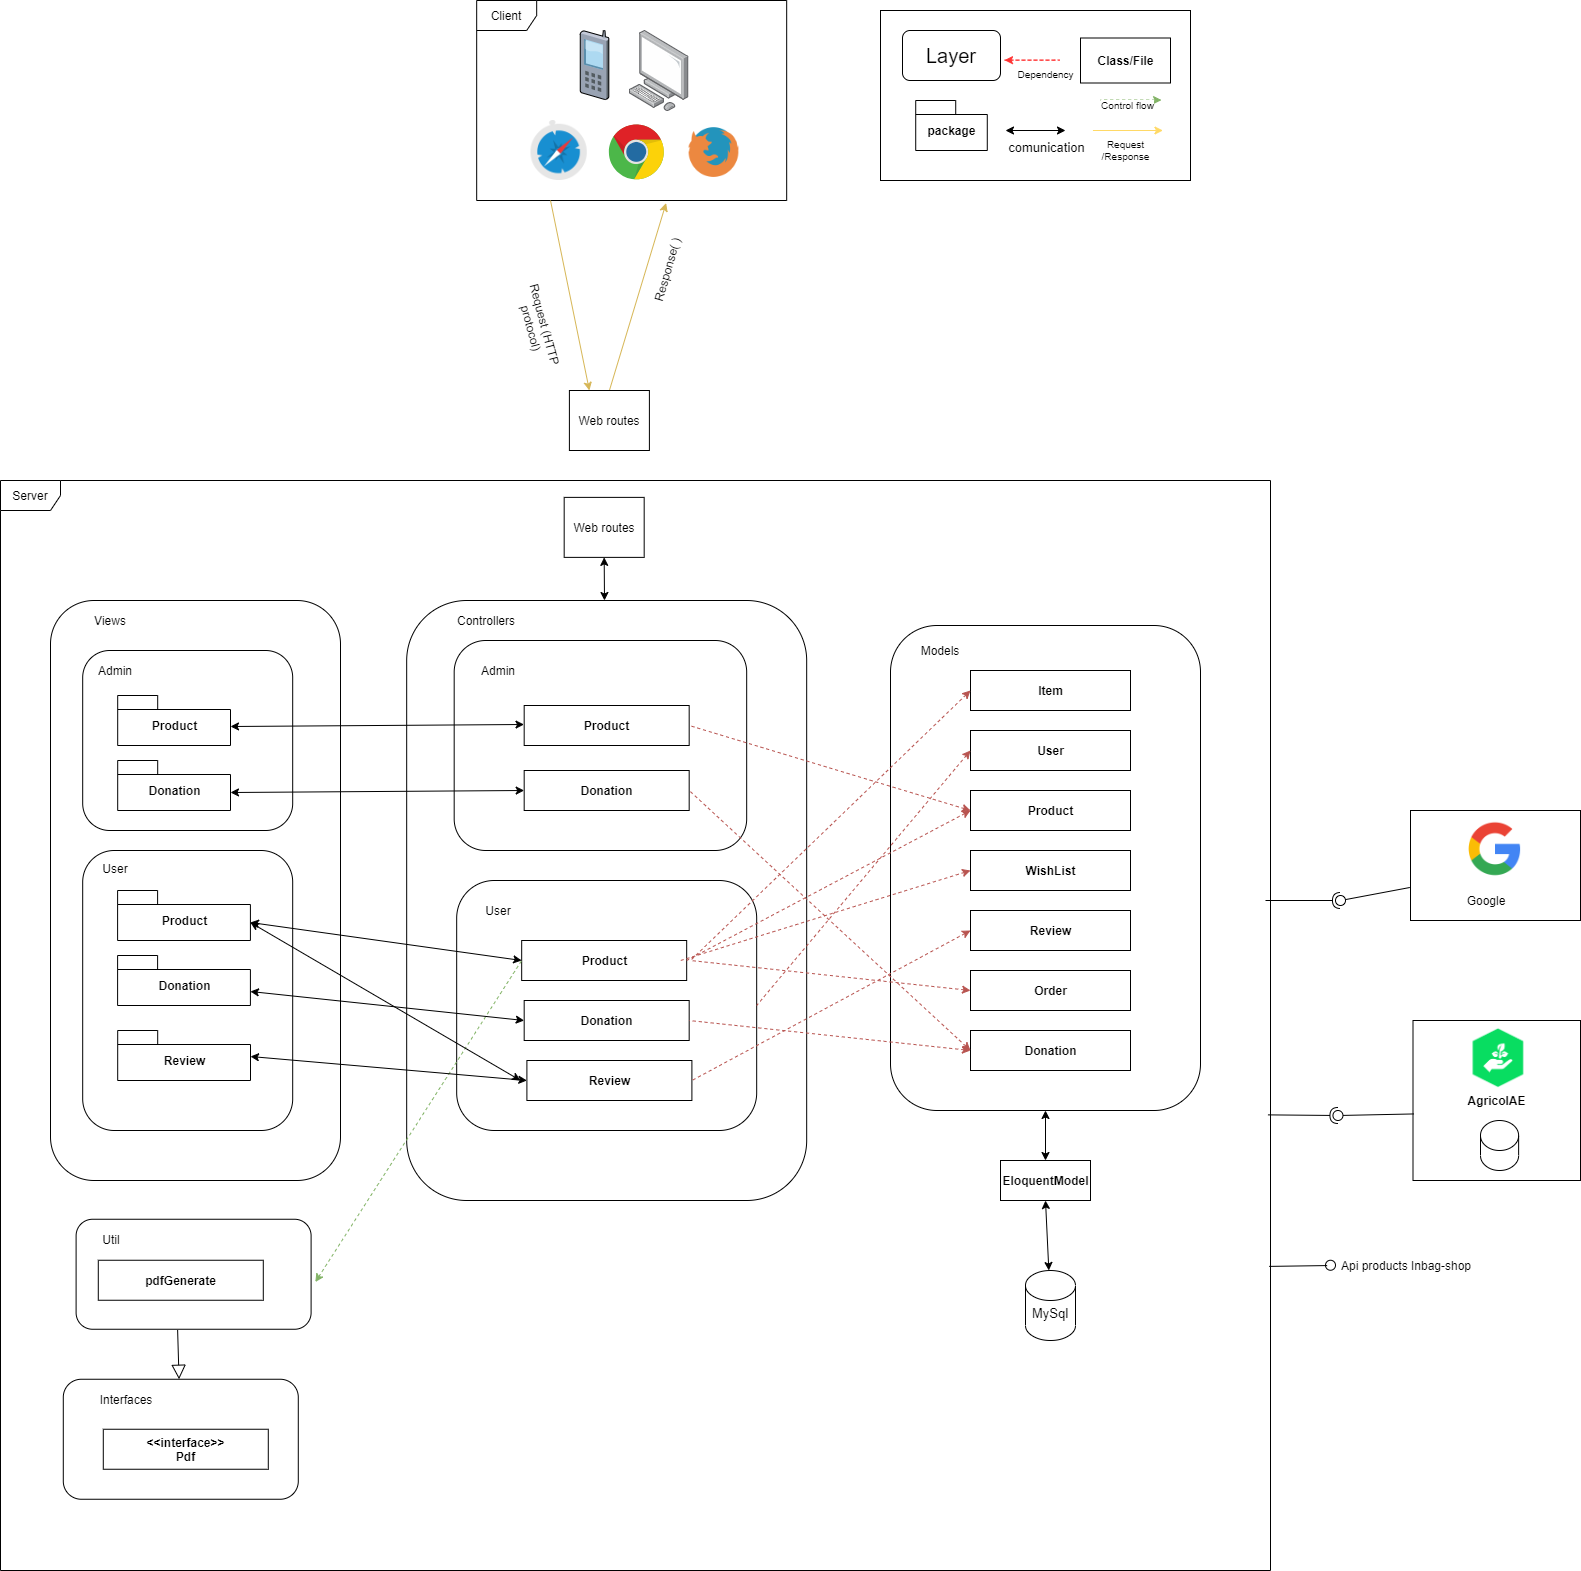 Client
Layer
Dependency
Class/File
package
comunication
Control flow
Request
/Response
Request (HTTP
protocol)
Response( )
Web routes
Server
Web routes
Views
Admin
Product
Donation
User
Product
Donation
Review
Controllers
Admin
Product
Donation
User
Product
Donation
Review
Models
Item
User
Product
WishList
Review
Order
Donation
EloquentModel
MySql
Util
pdfGenerate
Interfaces
<<interface>>
Pdf
Google
AgricolAE
Api products Inbag-shop